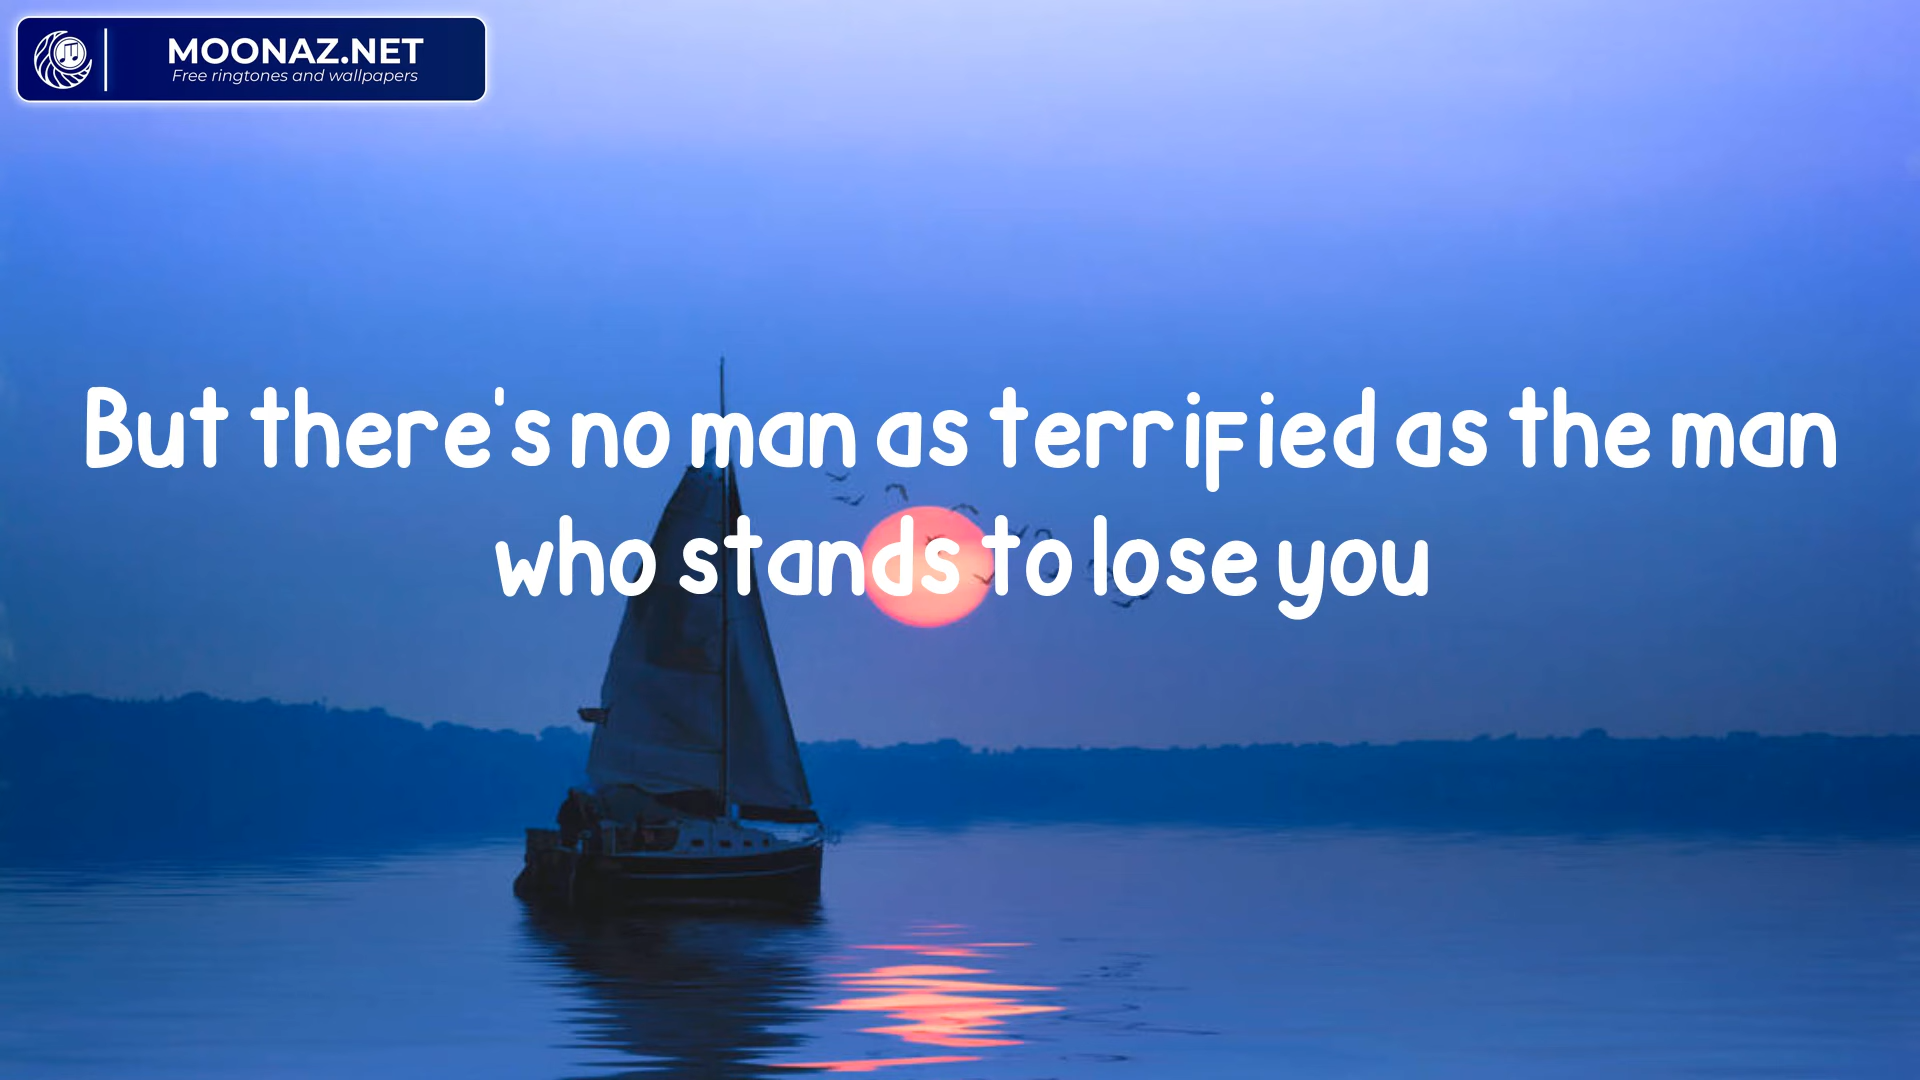 MOONAZ.NET
Free ringtones and wallpapers
But there's no man as terrified as the man
who stands to lose you